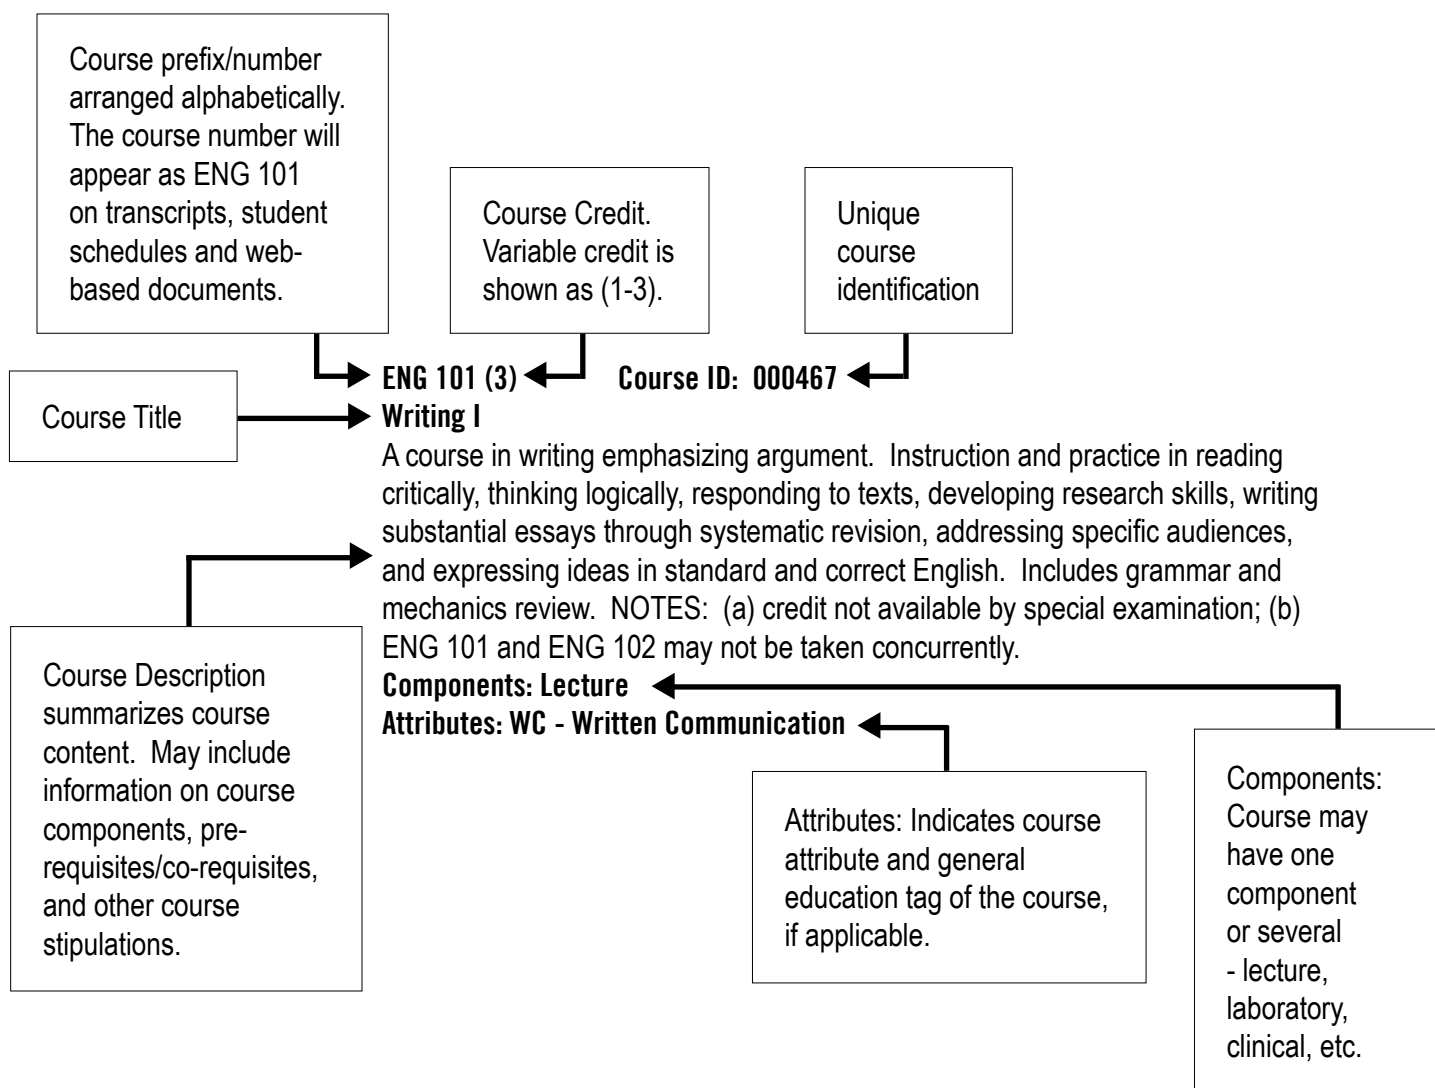 Course prefix/number
arranged alphabetically.
The course number will
appear as ENG 101
on transcripts, student
schedules and web-
based documents.
Course Credit.
Variable credit is
shown as (1-3).
Unique
course
identification
ENG 101 (3) Course ID: 000467
Course Title
Writing I
A course in writing emphasizing argument. Instruction and practice in reading
critically, thinking logically, responding to texts, developing research skills, writing
substantial essays through systematic revision, addressing specific audiences,
and expressing ideas in standard and correct English. Includes grammar and
mechanics review. NOTES: (a) credit not available by special examination; (b)
ENG 101 and ENG 102 may not be taken concurrently.
Components: Lecture
Attributes: WC - Written Communication
Course Description
summarizes course
content. May include
information on course
components, pre-
requisites/co-requisites,
and other course
stipulations.
Attributes: Indicates course
attribute and general
education tag of the course,
if applicable.
Components:
Course may
have one
component
or several
- lecture,
laboratory,
clinical, etc.